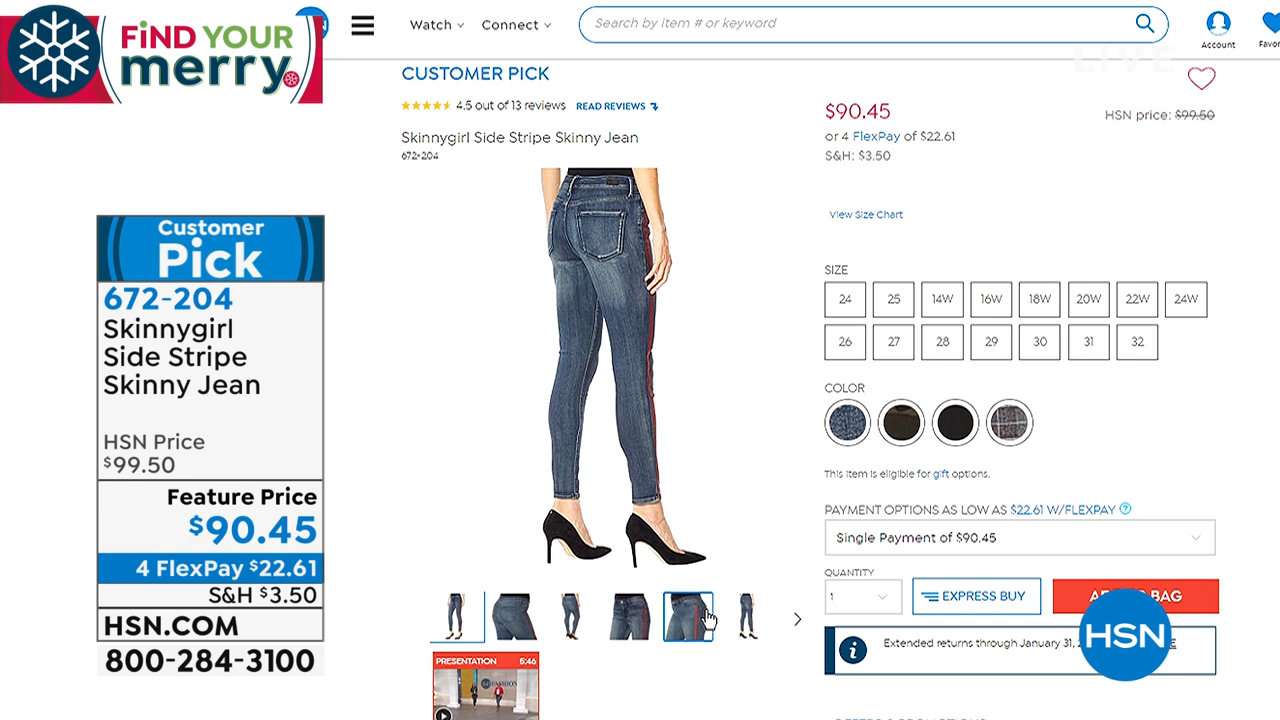 FiND YOUR
merry.
Watch
Connect
Search by item # or keyword
Account
LIVE
CUSTOMER PICK
4.5 out of 13 reviews READ REVIEWS
Skinnygirl Side Stripe Skinny Jean
672-204
$90.45
HSN price: $99.50
or 4 FlexPay of $22.61
S&H: $3.50
View Size Chart
SIZE
24 25 14W 16W 18W 20W 22W 24W
26 27 28 29 30 31 32
COLOR
This item is eligible for gift options.
PAYMENT OPTIONS AS LOW AS $22.61 W/FLEXPAY ?
Single Payment of $90.45
QUANTITY
1
EXPRESS BUY
BAG
Extended returns through January 31,
HSN
PRESENTATION 5:46
Customer
Pick
672-204
Skinnygirl
Side Stripe
Skinny Jean
HSN Price
$99.50
Feature Price
$90.45
4 FlexPay $22.61
S&H $3.50
HSN.COM
800-284-3100